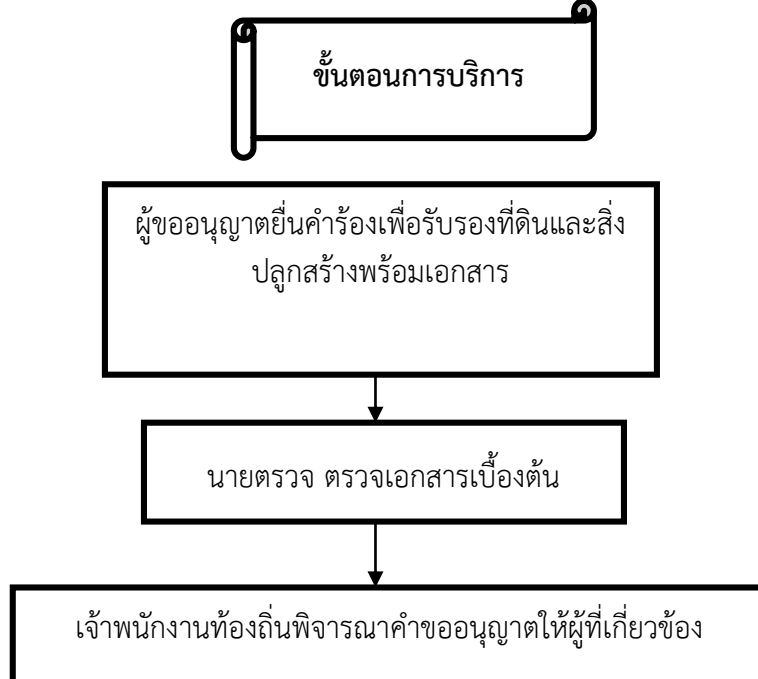 ขั้นตอนการบริการ
ผู้ขออนุญาตยื่นคำร้องเพื่อรับรองที่ดินและสิ่ง
ปลูกสร้างพร้อมเอกสาร
นายตรวจ ตรวจเอกสารเบื้องต้น
เจ้าพนักงานท้องถิ่นพิจารณาคำขออนุญาตให้ผู้ที่เกี่ยวข้อง